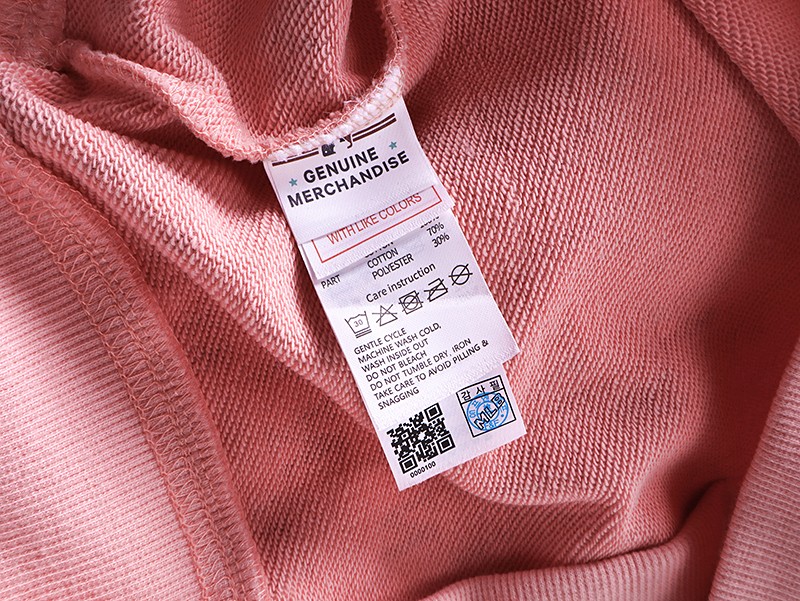 GENUINE
MERCHANDISE
WITH LIKE COLORS
70%
COTTON 30%
PART POLYESTER
Care instruction
30
GENTLE CYCLE
MACHINE WASH COLD,
WASH INSIDE OUT
DO NOT BLEACH
DO NOT TUMBLE DRY, IRON
TAKE CARE TO AVOID PILLING &
SNAGGING
감사필
MLB
0000100